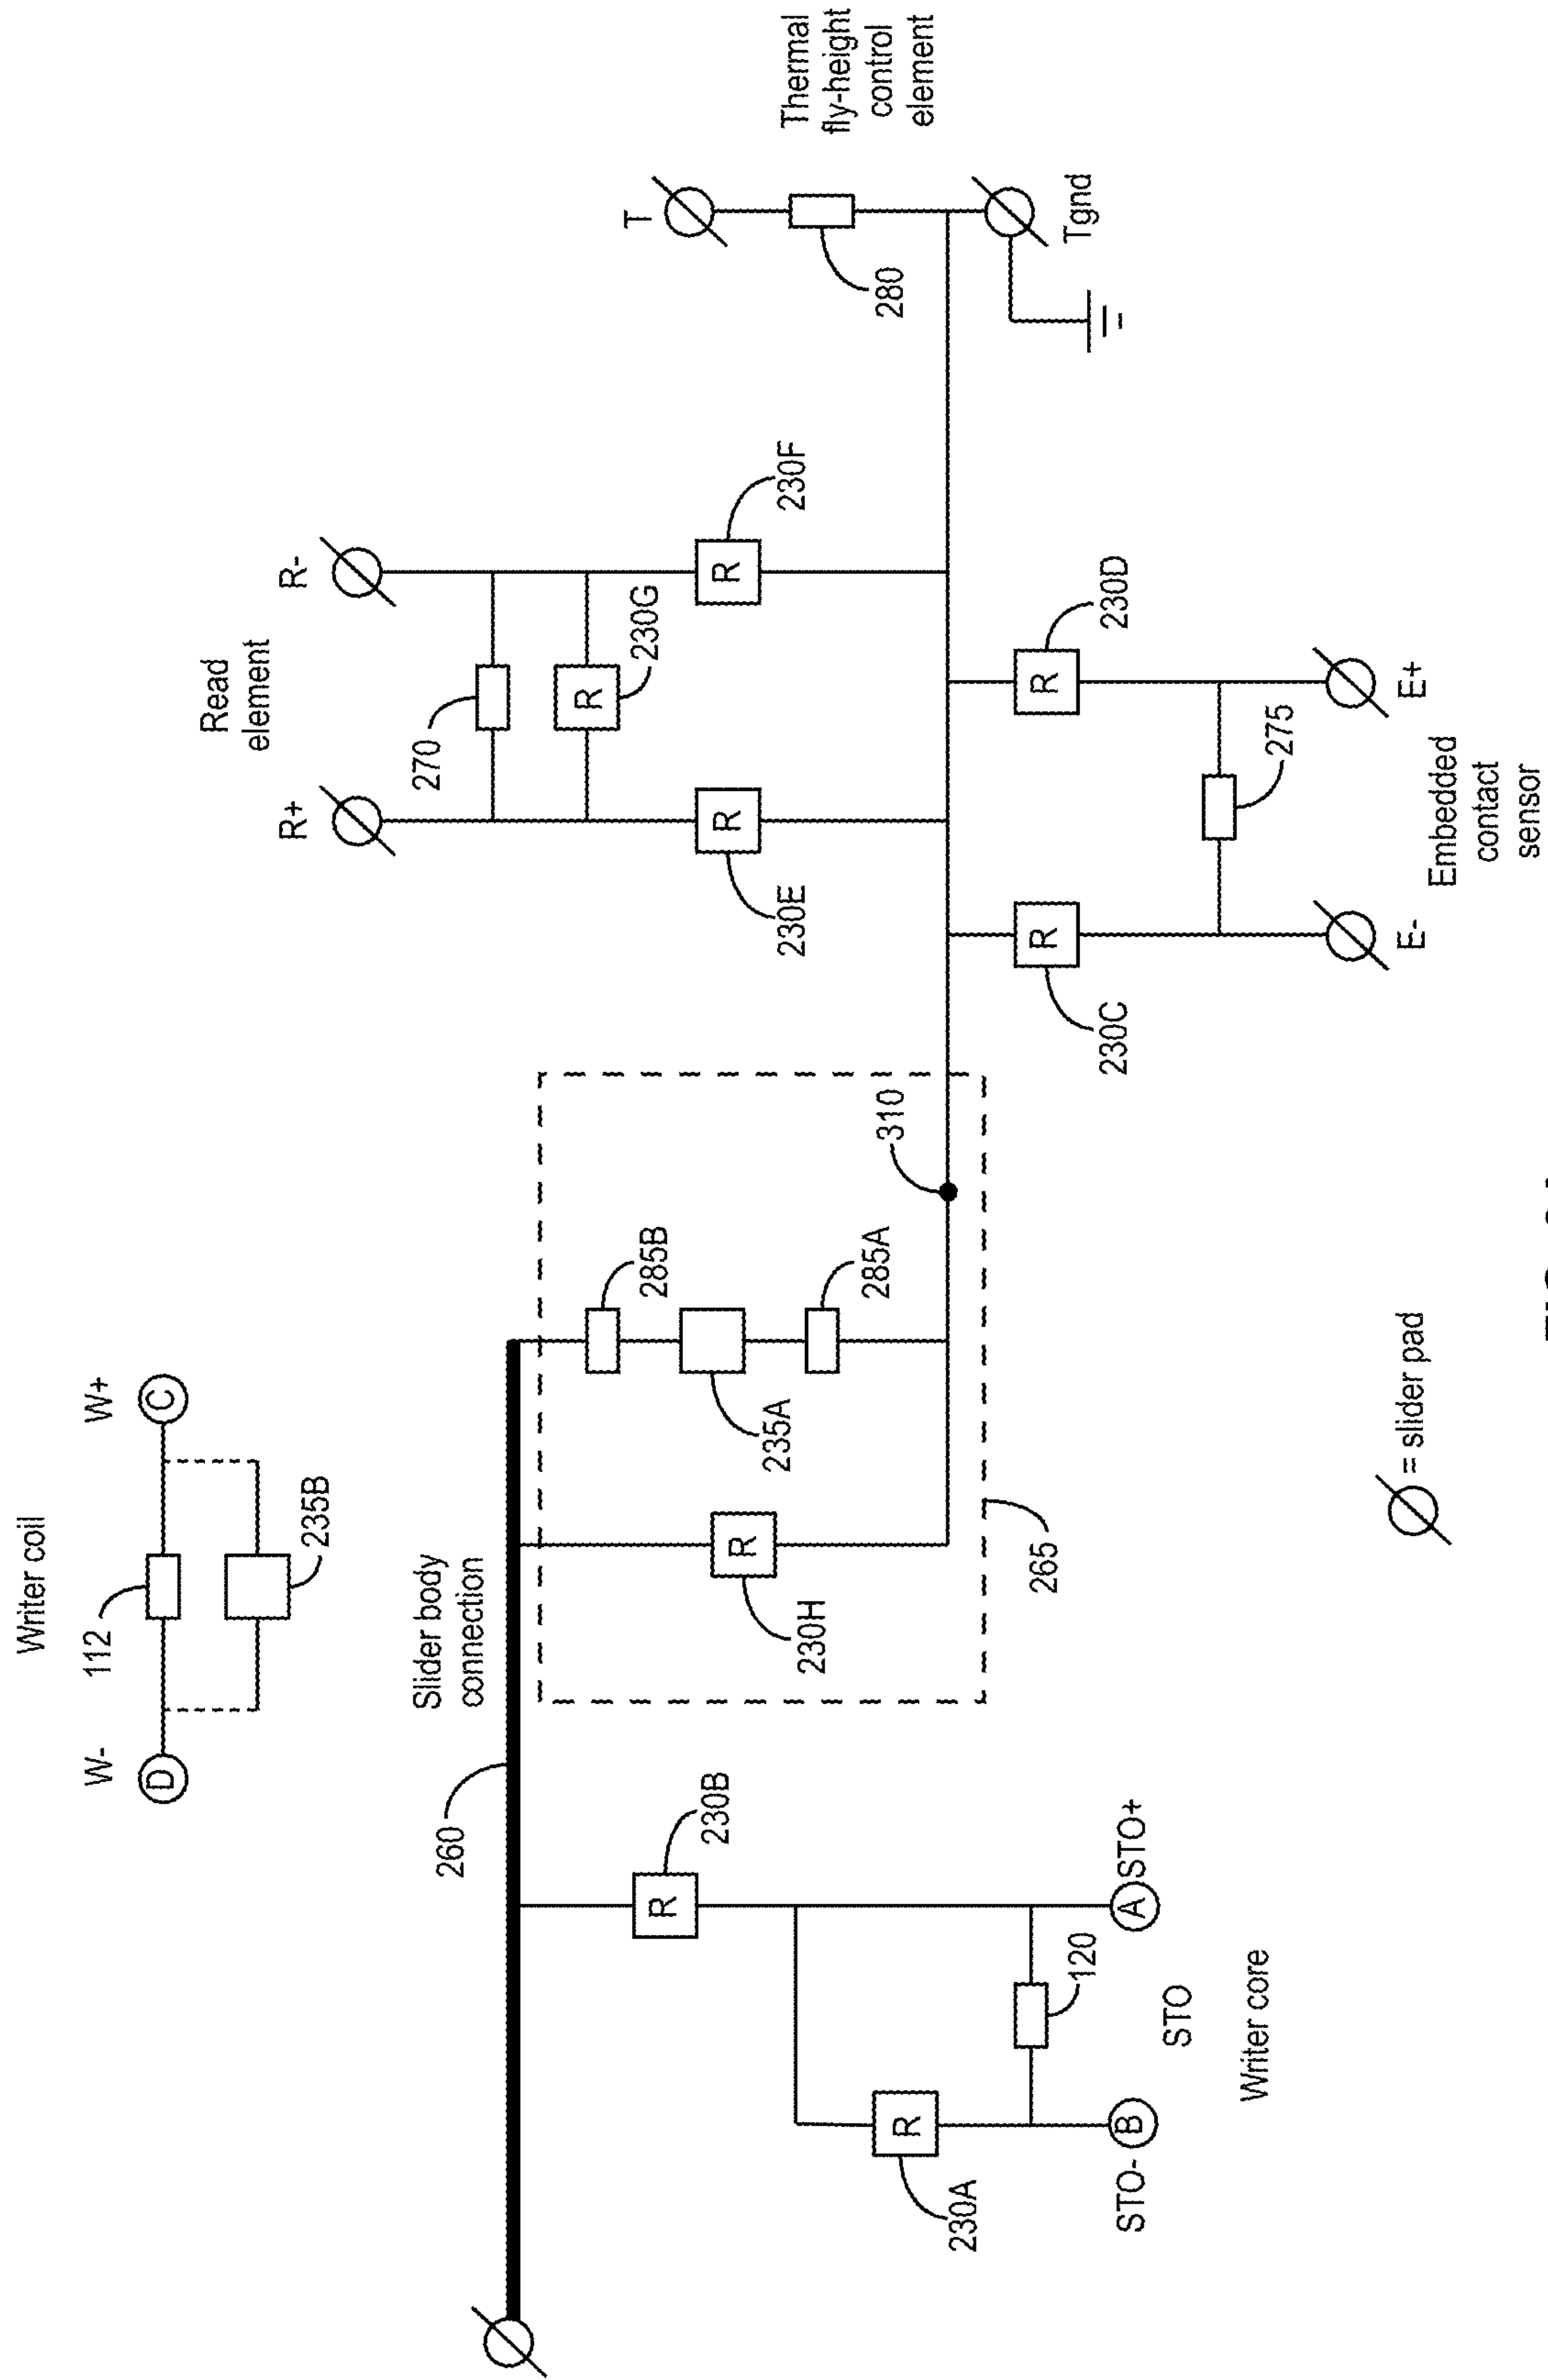 Writer coil
W-
112
W+
D
C
235B
Read
element
R+
R-
270
R
230G
R
230E
R
230F
Thermal
fly-height
control
element
T
280
Tgnd
Slider body
connection
260
R
230B
R
230A
120
STO- B
A STO+
STO
Writer core
R
230H
285B
235A
285A
310
265
R
230C
R
230D
275
E-
E+
Embedded
contact
sensor
= slider pad